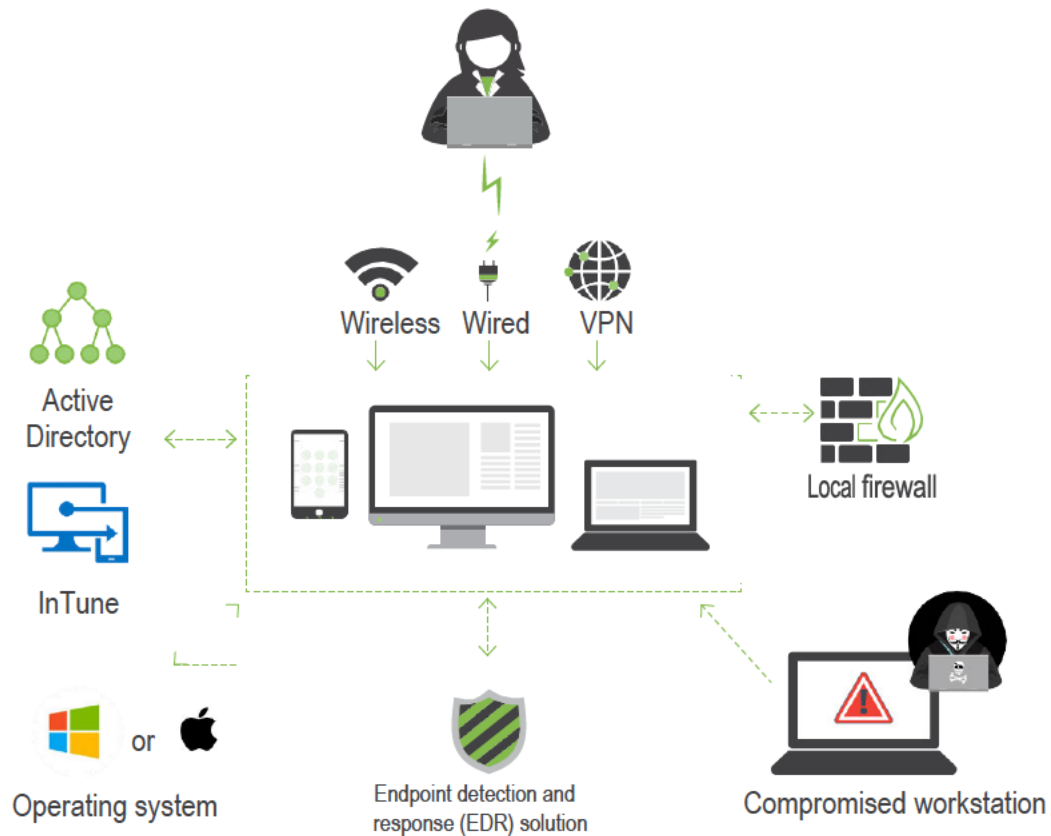 Wireless
Wired
VPN
Active
Directory
Local firewall
InTune
or
Operating system
Endpoint detection and
response (EDR) solution
Compromised workstation